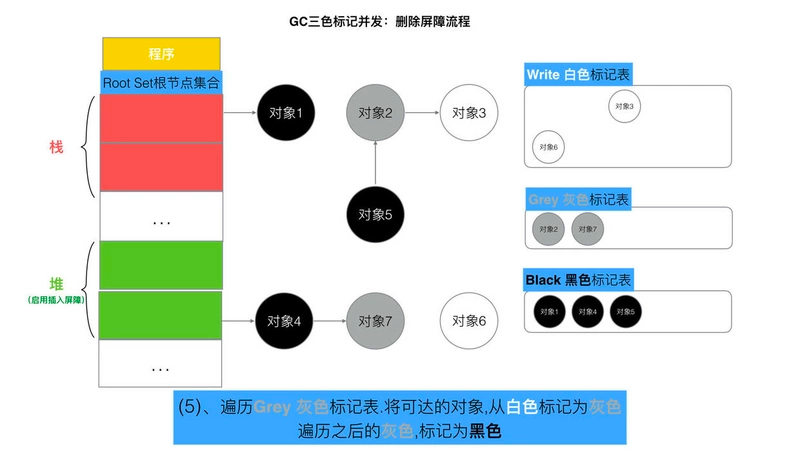 GC三色标记并发：删除屏障流程
程序
Root Set根节点集合
栈
...
堆
(启用插入屏障)
...
对象1
对象2
对象3
对象5
对象4
对象7
对象6
Write 白色标记表
对象3
对象6
Grey 灰色标记表
对象2
对象7
Black 黑色标记表
对象1
对象4
对象5
(5)、遍历Grey 灰色标记表.将可达的对象,从白色标记为灰色
遍历之后的灰色,标记为黑色